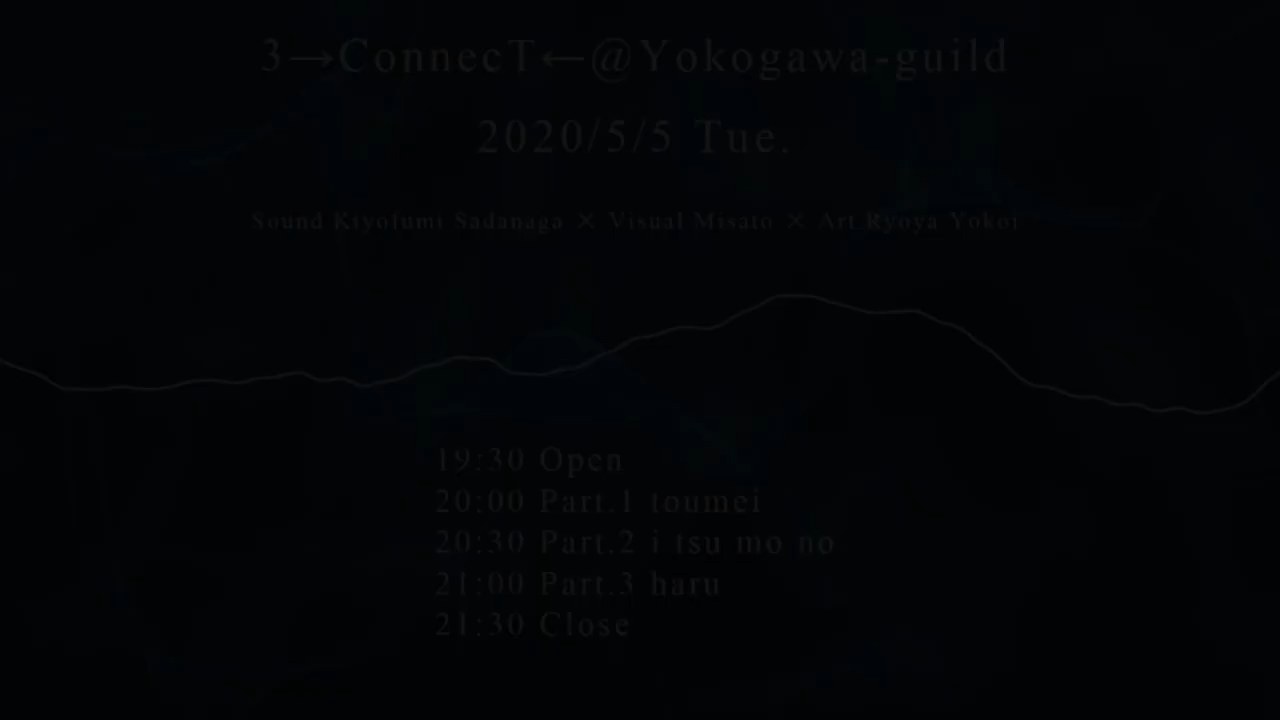 3→ConnecT←@Yokogawa-guild
2020/5/5 Tue.
Sound Kiyofumi Sadanaga × Visual Misato × Art Ryoya Yokoi
19:30 Open
20:00 Part.1 toumei
20:30 Part.2 i tsu mo no
21:00 Part.3 haru
21:30 Close